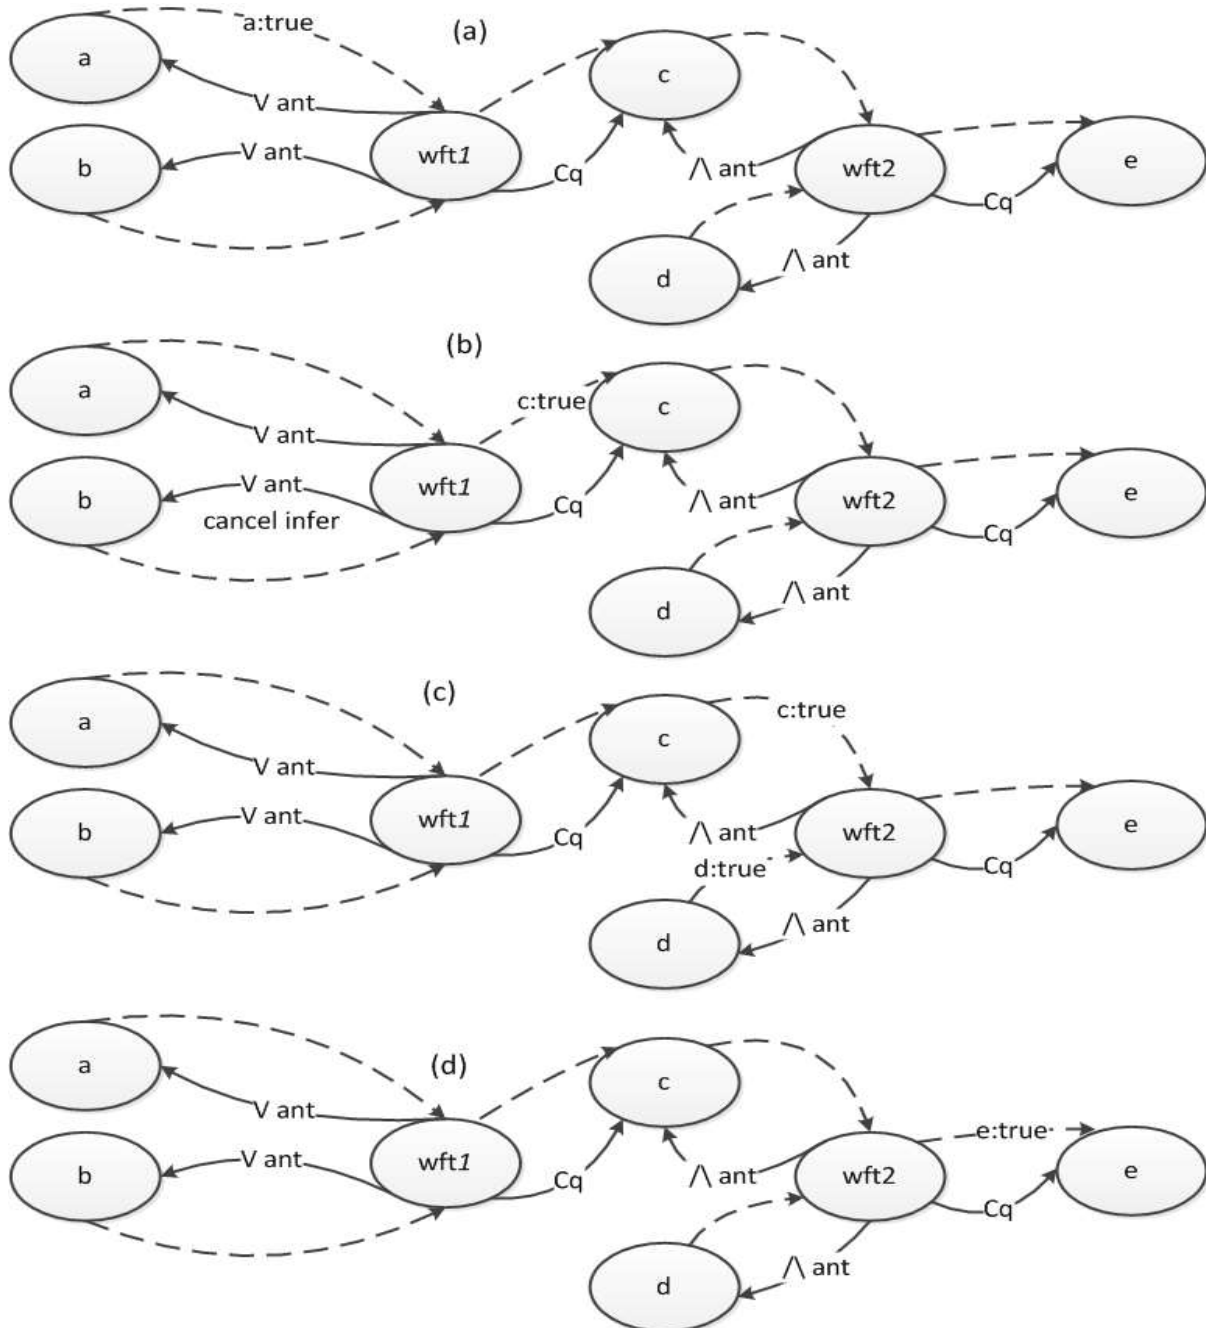 a:true
(a)
a
c
V ant
V ant
wft1
b
Cq
/\ ant
wft2
e
Cq
d
/\ ant
(b)
a
c:true
c
V ant
V ant
wft1
b
cancel infer
Cq
/\ ant
wft2
e
Cq
d
/\ ant
(c)
c:true
a
c
V ant
V ant
wft1
b
Cq
/\ ant
wft2
e
d:true
Cq
d
/\ ant
(d)
a
c
V ant
e:true
V ant
wft1
b
Cq
/\ ant
wft2
e
Cq
d
/\ ant